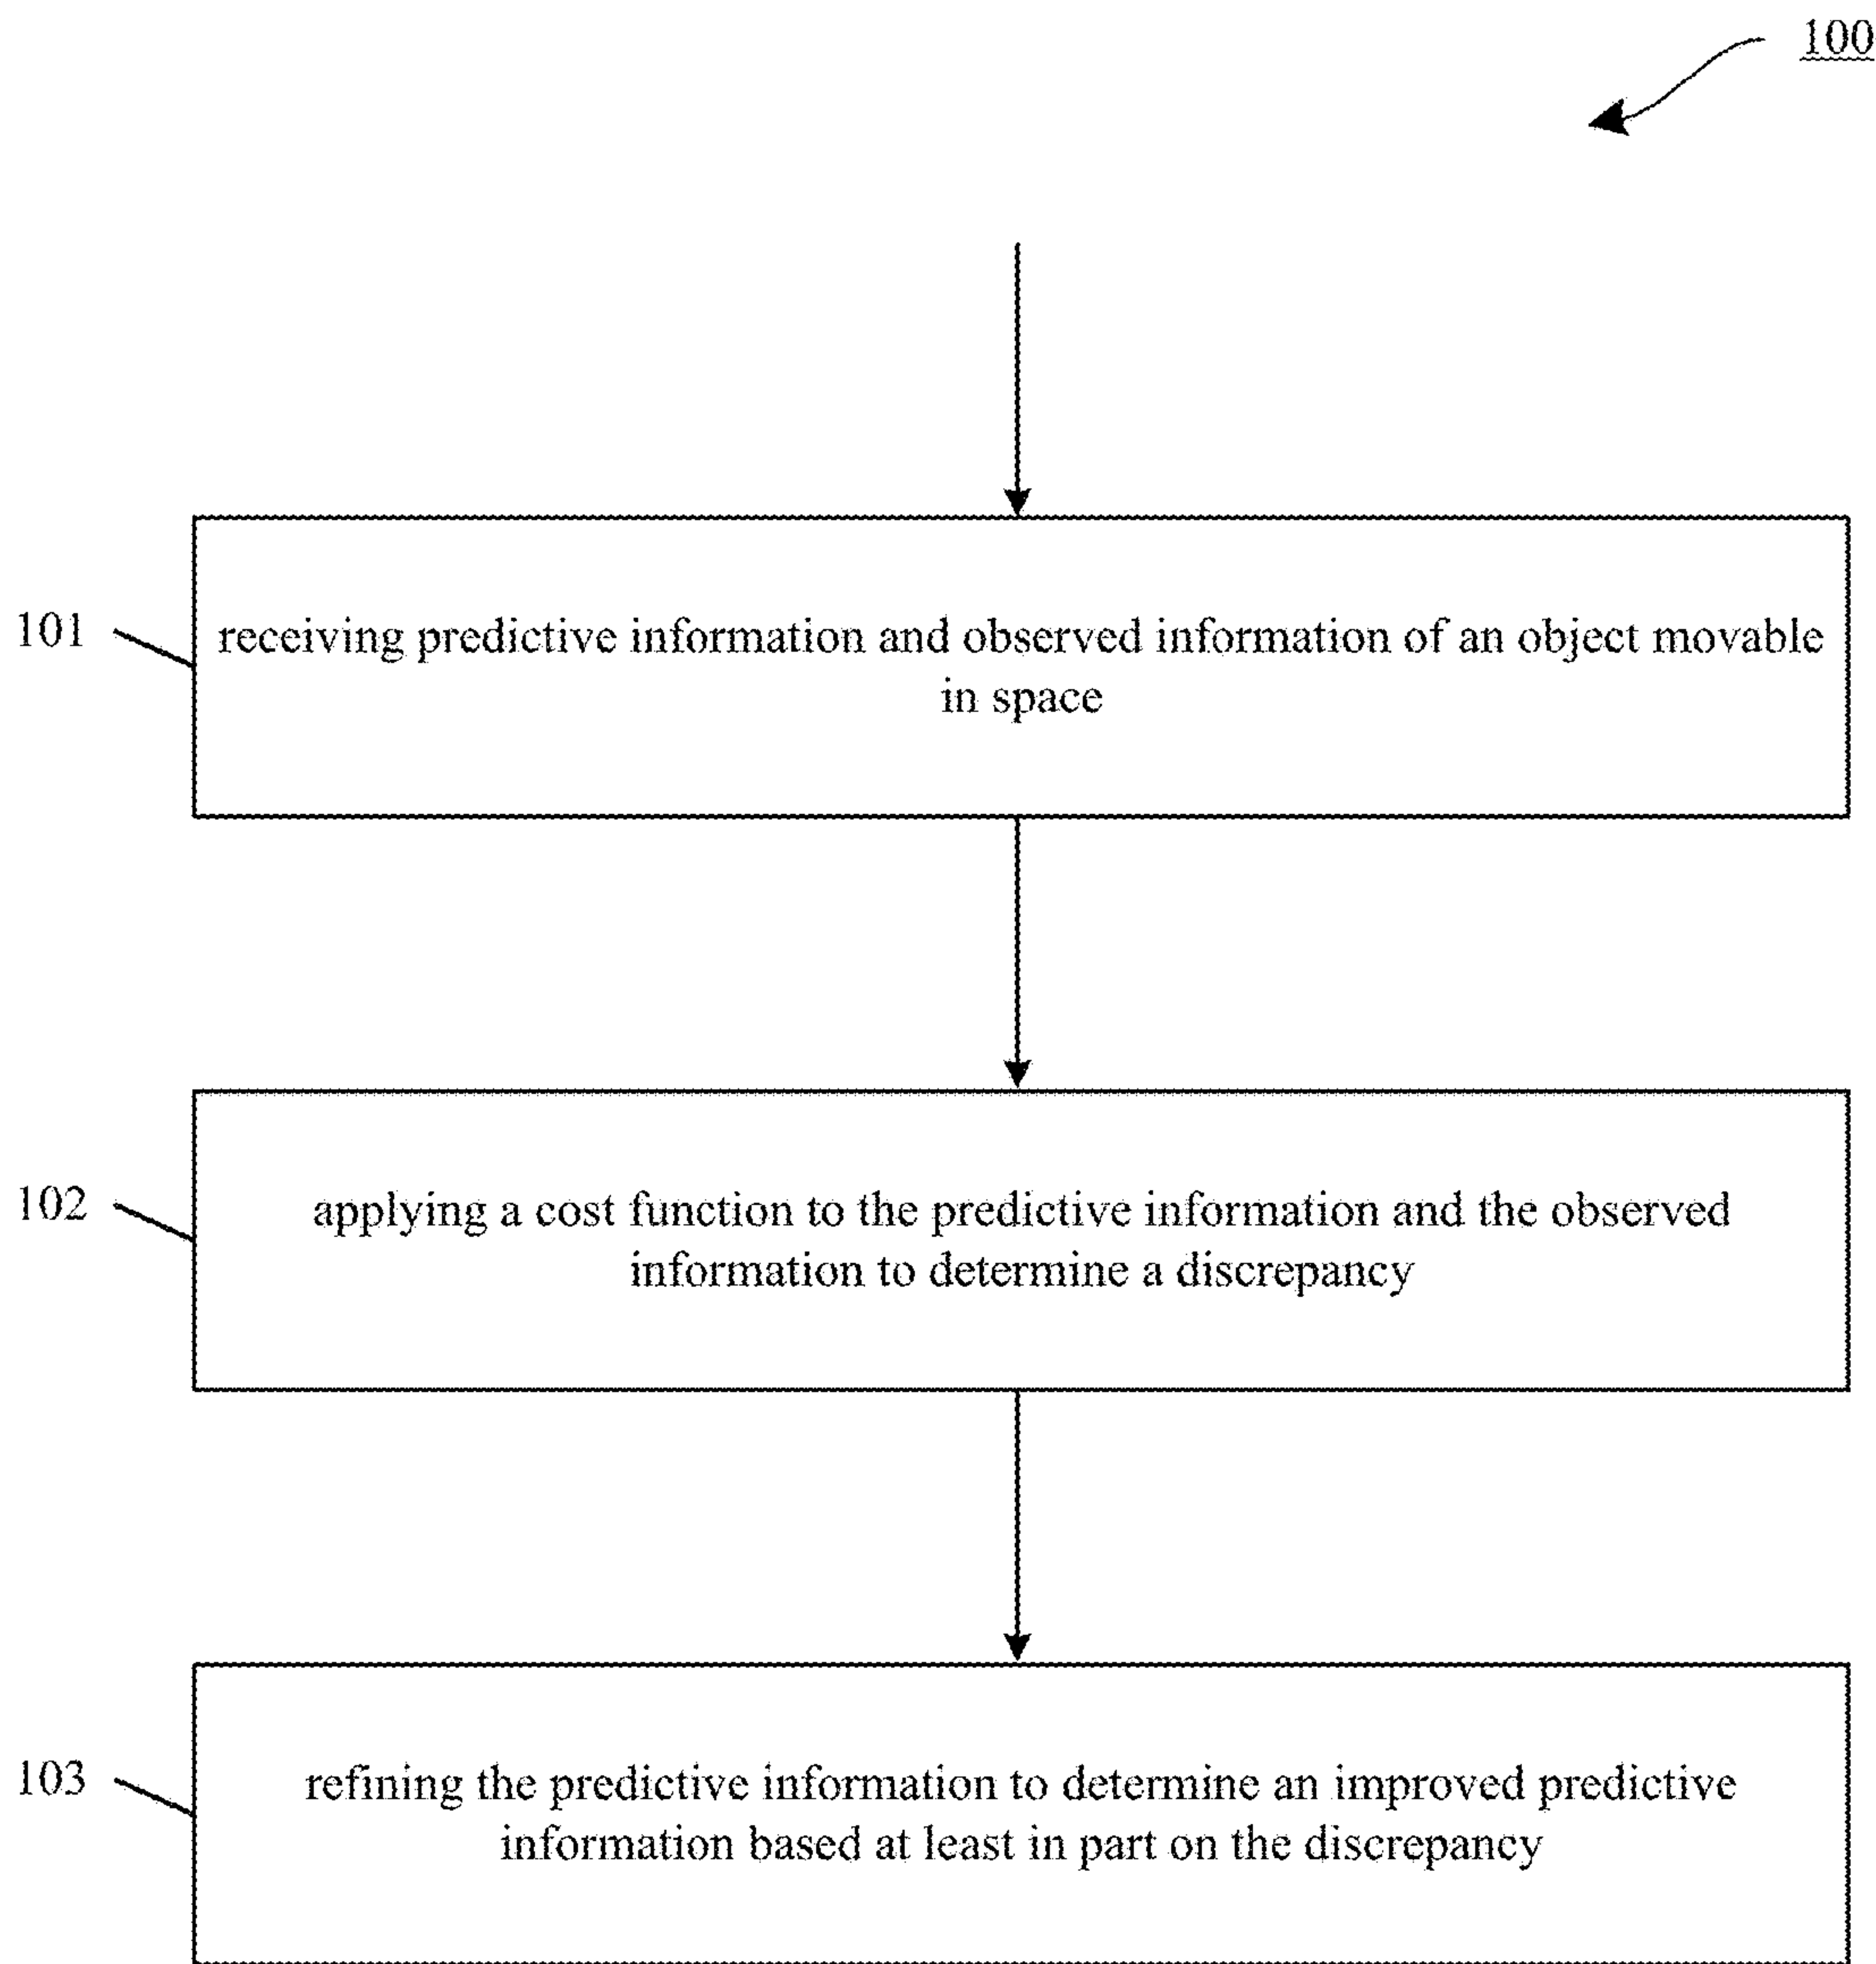 100
101
receiving predictive information and observed information of an object movable
in space
102
applying a cost function to the predictive information and the observed
information to determine a discrepancy
103
refining the predictive information to determine an improved predictive
information based at least in part on the discrepancy